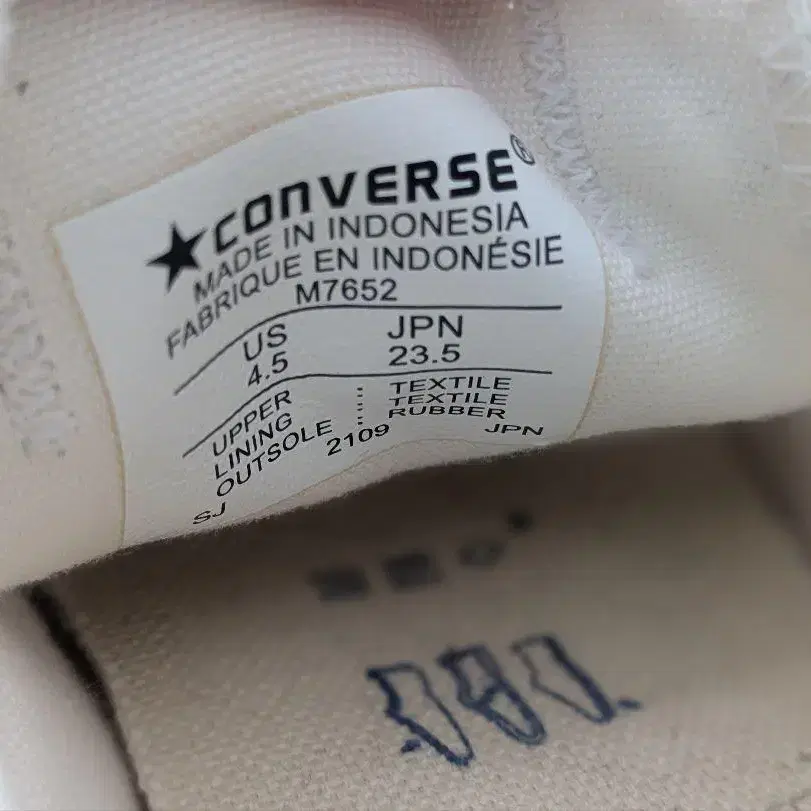 ★CONVERSE®
MADE IN INDONESIA
FABRIQUE EN INDONÉSIE
M7652
US JPN
4.5 23.5
UPPER : TEXTILE
LINING : TEXTILE
OUTSOLE : RUBBER
SJ 2109 JPN